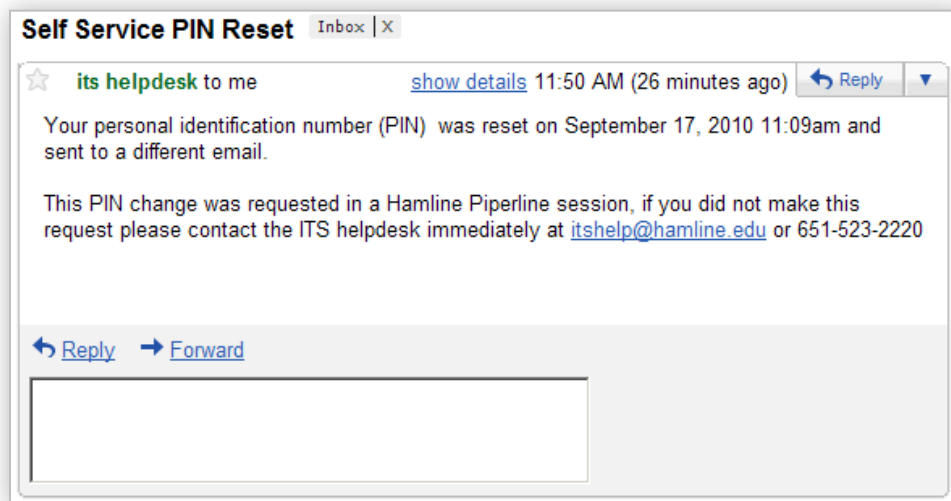 Self Service PIN Reset Inbox | X
its helpdesk to me show details 11:50 AM (26 minutes ago) Reply
Your personal identification number (PIN) was reset on September 17, 2010 11:09am and
sent to a different email.
This PIN change was requested in a Hamline Piperline session, if you did not make this
request please contact the ITS helpdesk immediately at itshelp@hamline.edu or 651-523-2220
Reply Forward